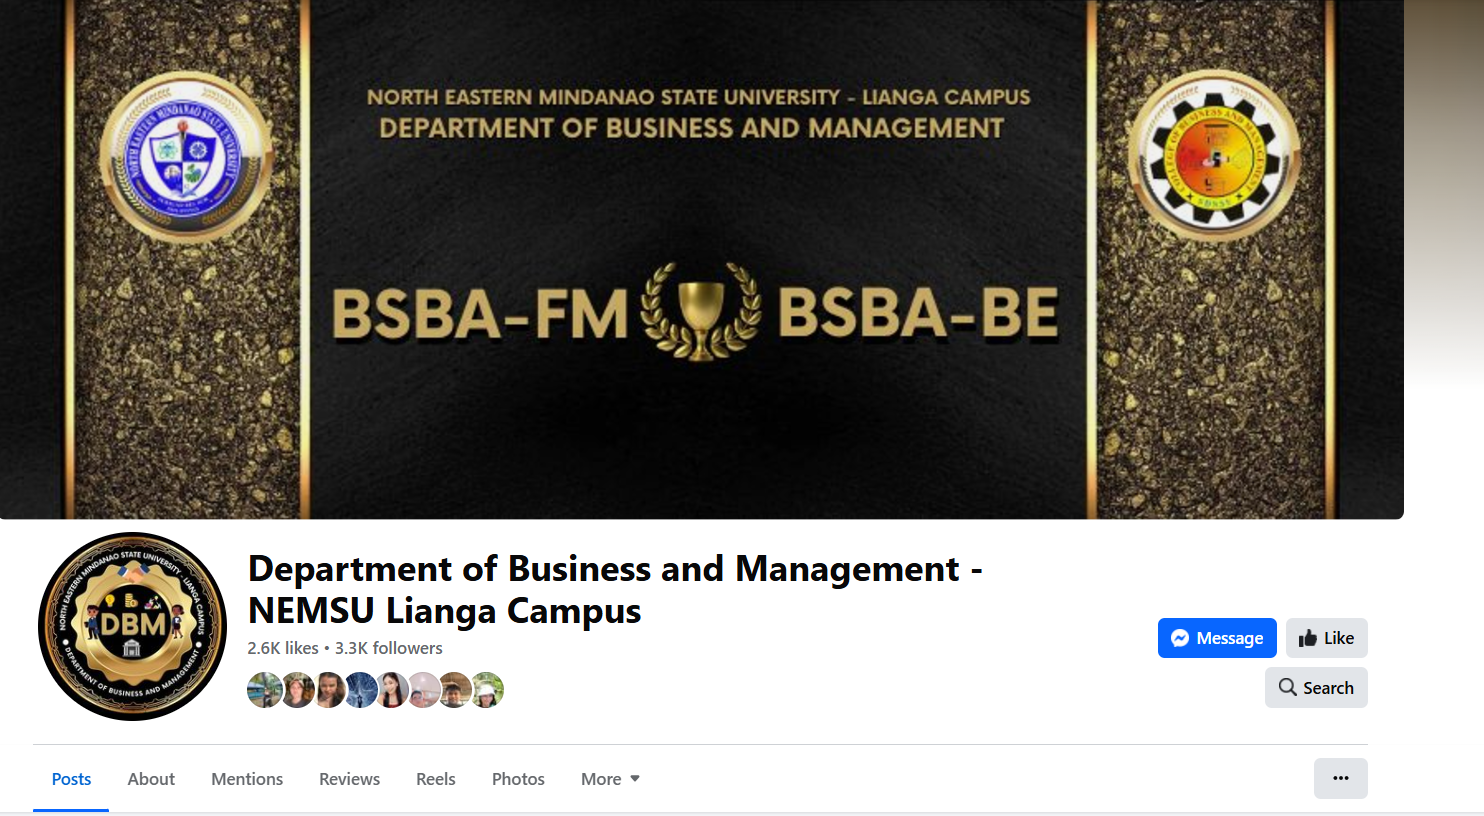 NORTH EASTERN MINDANAO STATE UNIVERSITY - LIANGA CAMPUS
DEPARTMENT OF BUSINESS AND MANAGEMENT
NORTH EASTERN MINDANAO STATE UNIVERSITY
COLLEGE OF BUSINESS AND MANAGEMENT
BSBA-FM
BSBA-BE
NORTH EASTERN MINDANAO STATE UNIVERSITY - LIANGA CAMPUS
DBM
DEPARTMENT OF BUSINESS AND MANAGEMENT
Department of Business and Management -
NEMSU Lianga Campus
2.6K likes • 3.3K followers
Message
Like
Search
Posts
About
Mentions
Reviews
Reels
Photos
More